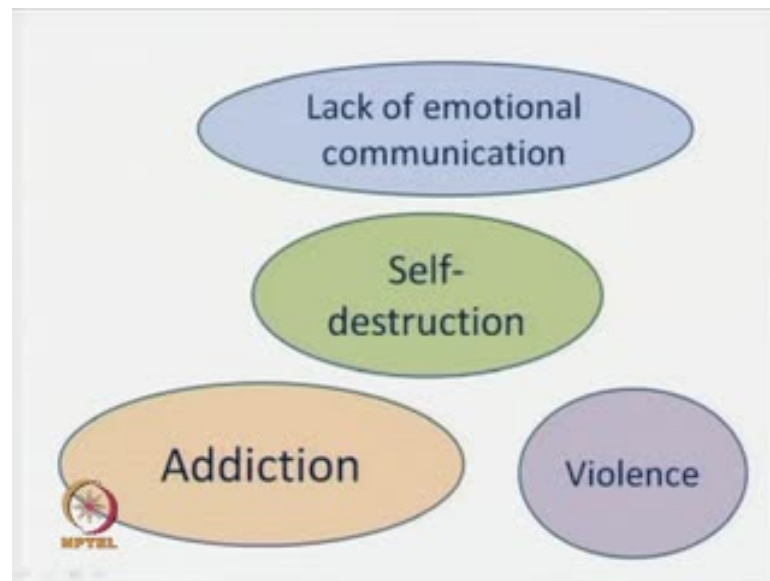 Lack of emotional
communication
Self-
destruction
Addiction
Violence
NPTEL